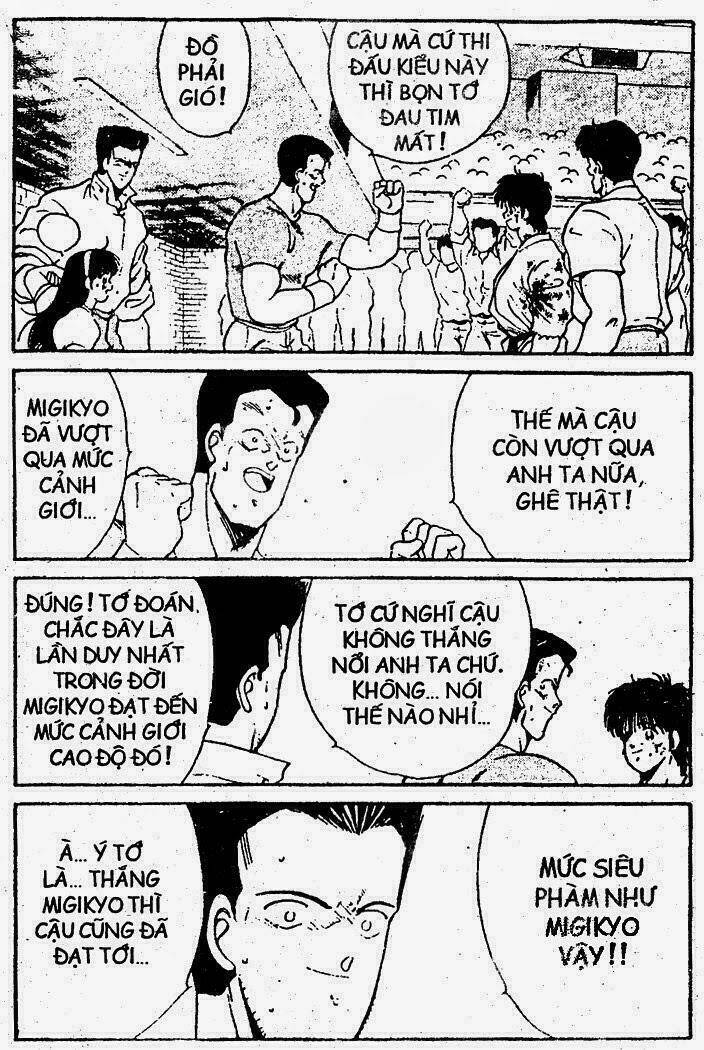 ĐỒ
PHẢI
GIÓ!
CẬU MÀ CỨ THI
ĐẤU KIỂU NÀY
THÌ BỌN TỚ
ĐAU TIM
MẤT!
MIGIKYO
ĐÃ VƯỢT
QUA MỨC
CẢNH
GIỚI...
THẾ MÀ CẬU
CÒN VƯỢT QUA
ANH TA NỮA,
GHÊ THẬT!
ĐÚNG! TỚ ĐOÁN
CHẮC ĐÂY LÀ
LẦN DUY NHẤT
TRONG ĐỜI
MIGIKYO ĐẠT ĐẾN
MỨC CẢNH GIỚI
CAO ĐỘ ĐÓ!
TỚ CỨ NGHĨ CẬU
KHÔNG THẮNG
NỔI ANH TA CHỨ.
KHÔNG... NÓI
THẾ NÀO NHỈ...
À... Ý TỚ
LÀ... THẮNG
MIGIKYO THÌ
CẬU CŨNG ĐÃ
ĐẠT TỚI...
MỨC SIÊU
PHÀM NHƯ
MIGIKYO
VẬY!!